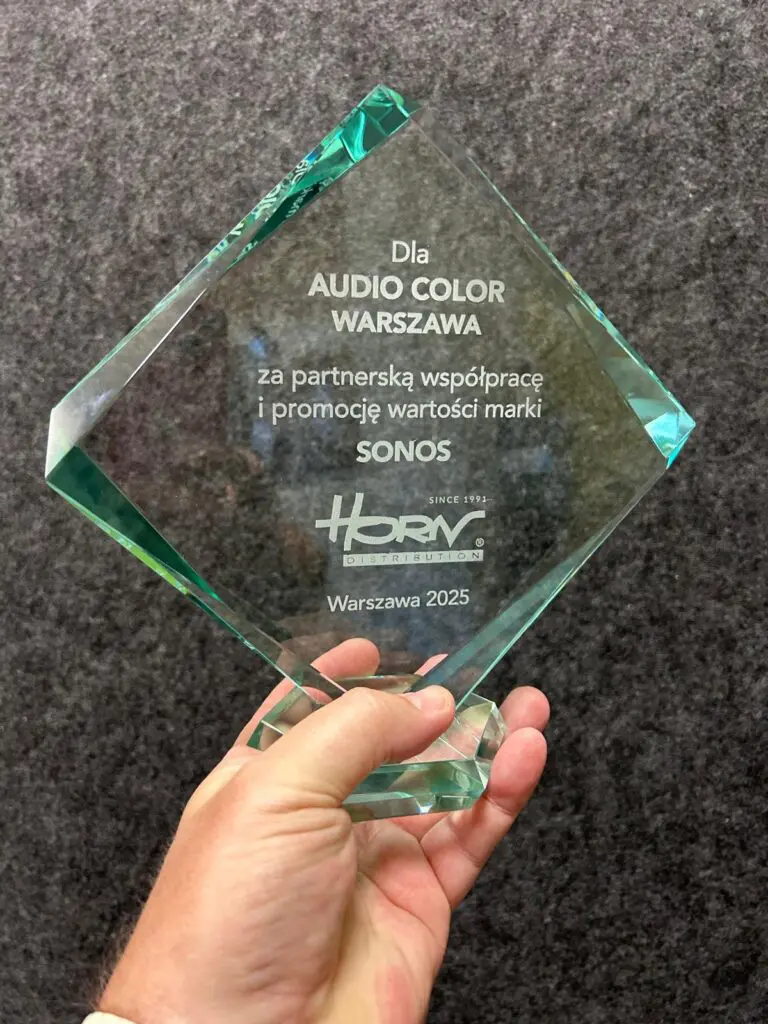 Dla
AUDIO COLOR
WARSZAWA
za partnerską współpracę
i promocję wartości marki
SONOS
SINCE 1991
HORN®
DISTRIBUTION
Warszawa 2025